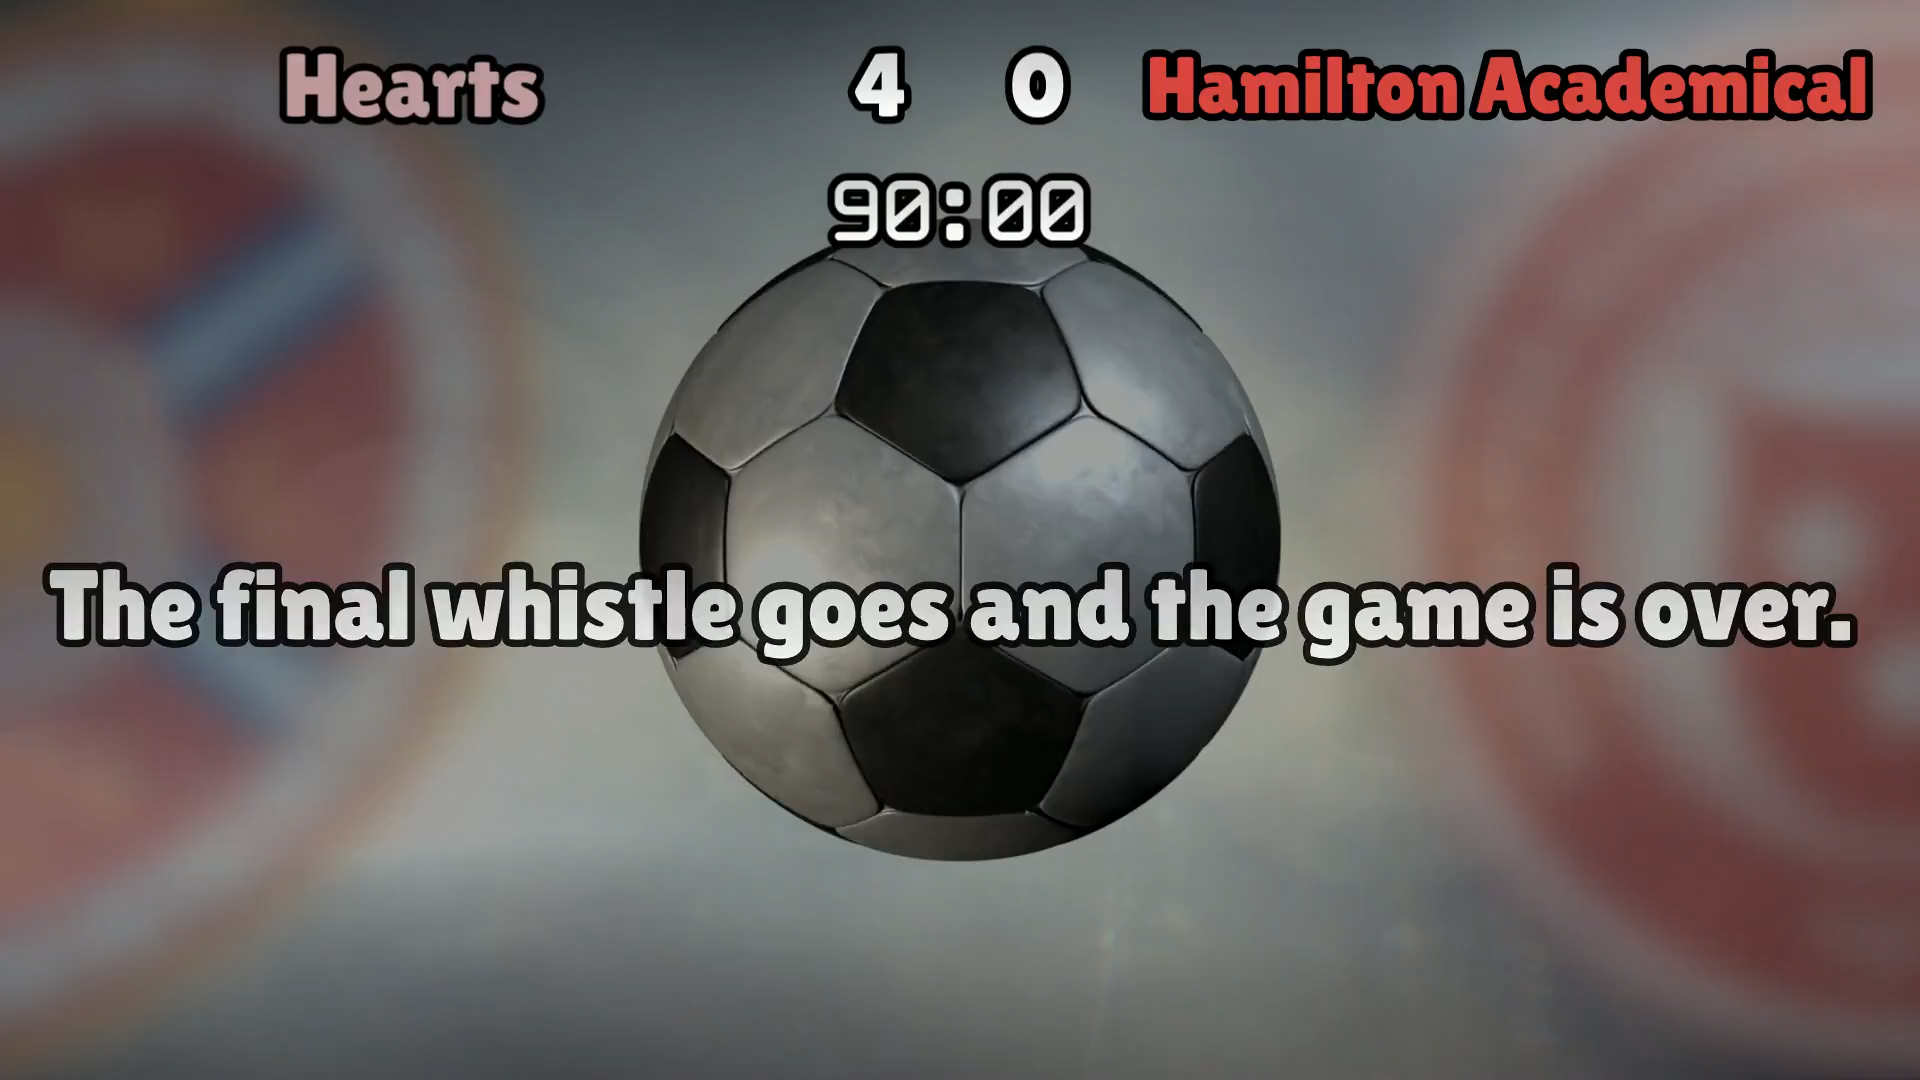 Hearts 4 0 Hamilton Academical
90:00
The final whistle goes and the game is over.